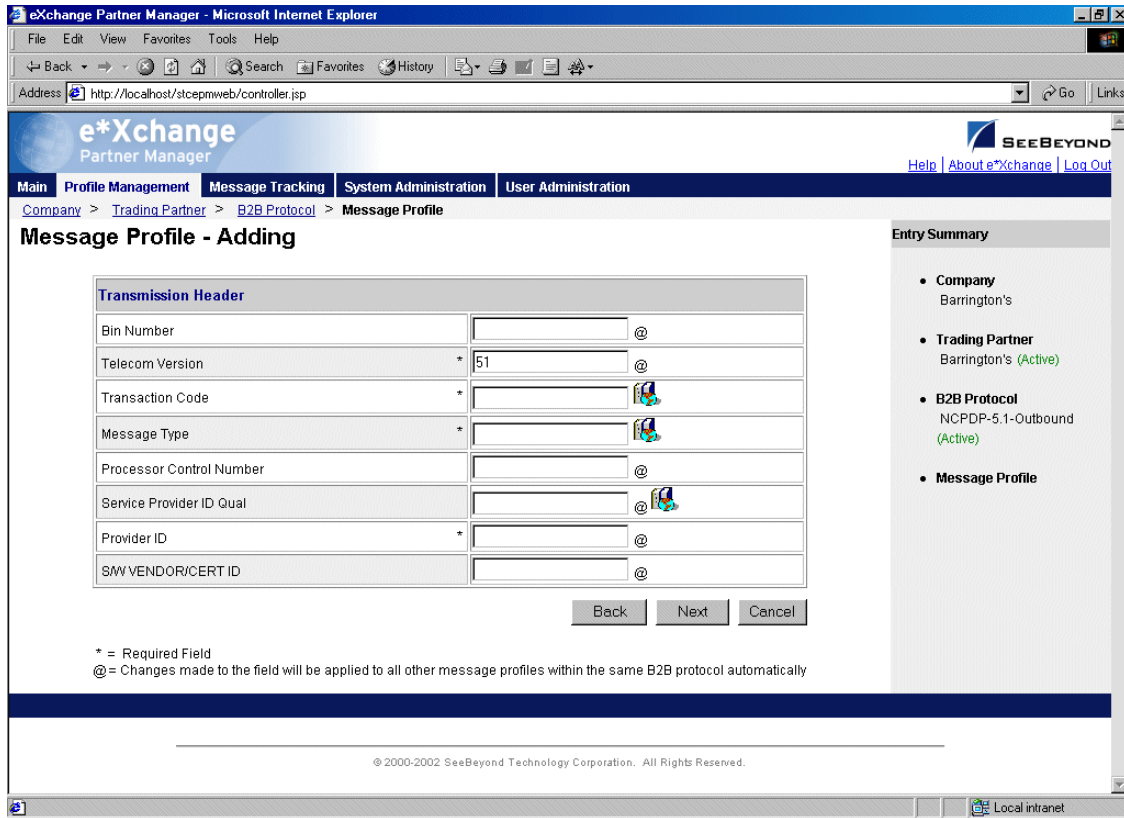 eXchange Partner Manager - Microsoft Internet Explorer
File Edit View Favorites Tools Help
Back Search Favorites History
Address http://localhost/stcepmweb/controller.jsp Go Links
e*Xchange
Partner Manager
SEEBEYOND
Help | About e*Xchange | Log Out
Main Profile Management Message Tracking System Administration User Administration
Company > Trading Partner > B2B Protocol > Message Profile
Message Profile - Adding
Transmission Header
Bin Number @
Telecom Version * 51 @
Transaction Code *
Message Type *
Processor Control Number @
Service Provider ID Qual @
Provider ID * @
S/W VENDOR/CERT ID @
Back Next Cancel
* = Required Field
@ = Changes made to the field will be applied to all other message profiles within the same B2B protocol automatically
Entry Summary
• Company
Barrington's
• Trading Partner
Barrington's (Active)
• B2B Protocol
NCPDP-5.1-Outbound
(Active)
• Message Profile
© 2000-2002 SeeBeyond Technology Corporation. All Rights Reserved.
Local intranet